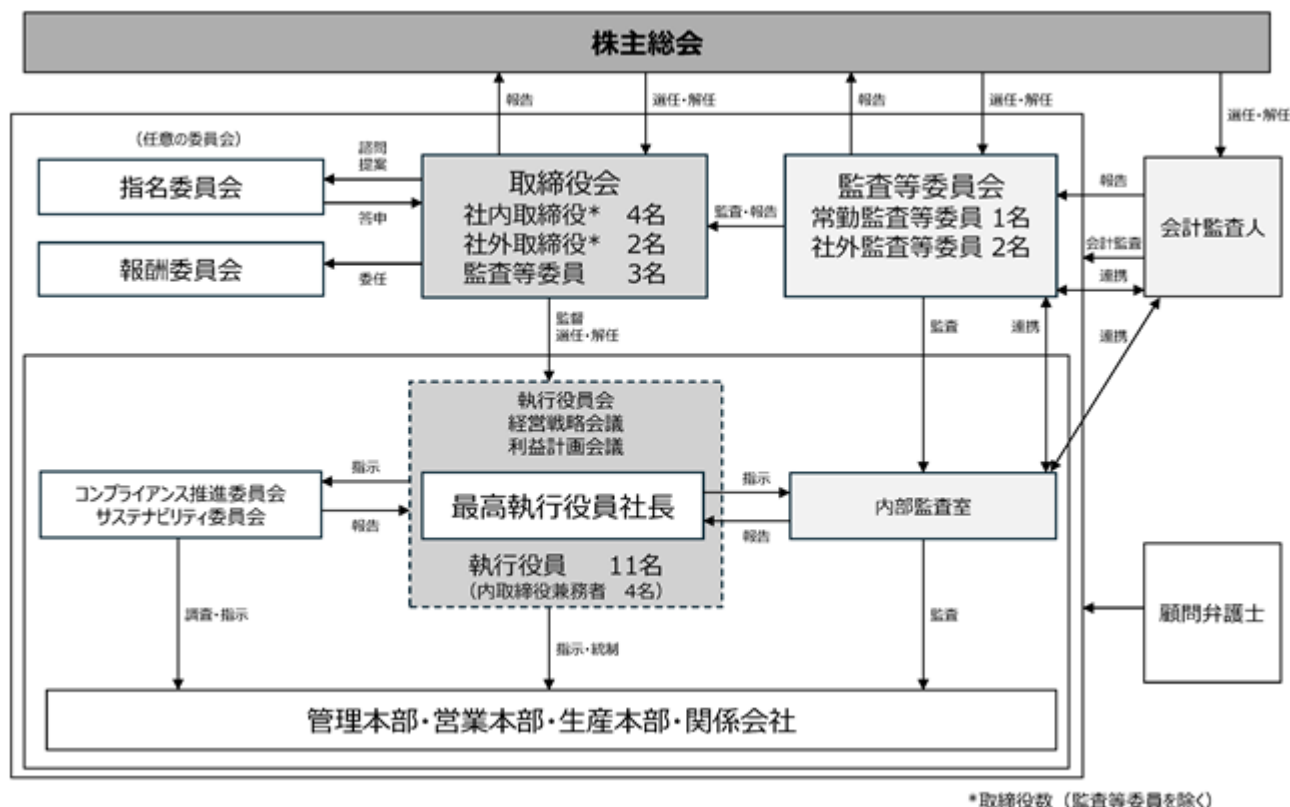 株主総会
報告
選任・解任
報告
選任・解任
選任・解任
(任意の委員会)
指名委員会
諮問
提案
答申
報酬委員会
委任
取締役会
社内取締役* 4名
社外取締役* 2名
監査等委員 3名
監査・報告
監査等委員会
常勤監査等委員 1名
社外監査等委員 2名
報告
会計監査
連携
会計監査人
監督
選任・解任
監査
連携
連携
執行役員会
経営戦略会議
利益計画会議
最高執行役員社長
執行役員 11名
(内取締役兼務者 4名)
指示
報告
コンプライアンス推進委員会
サステナビリティ委員会
指示
報告
内部監査室
調査・指示
指示・統制
監査
顧問弁護士
管理本部・営業本部・生産本部・関係会社
*取締役数(監査等委員を除く)